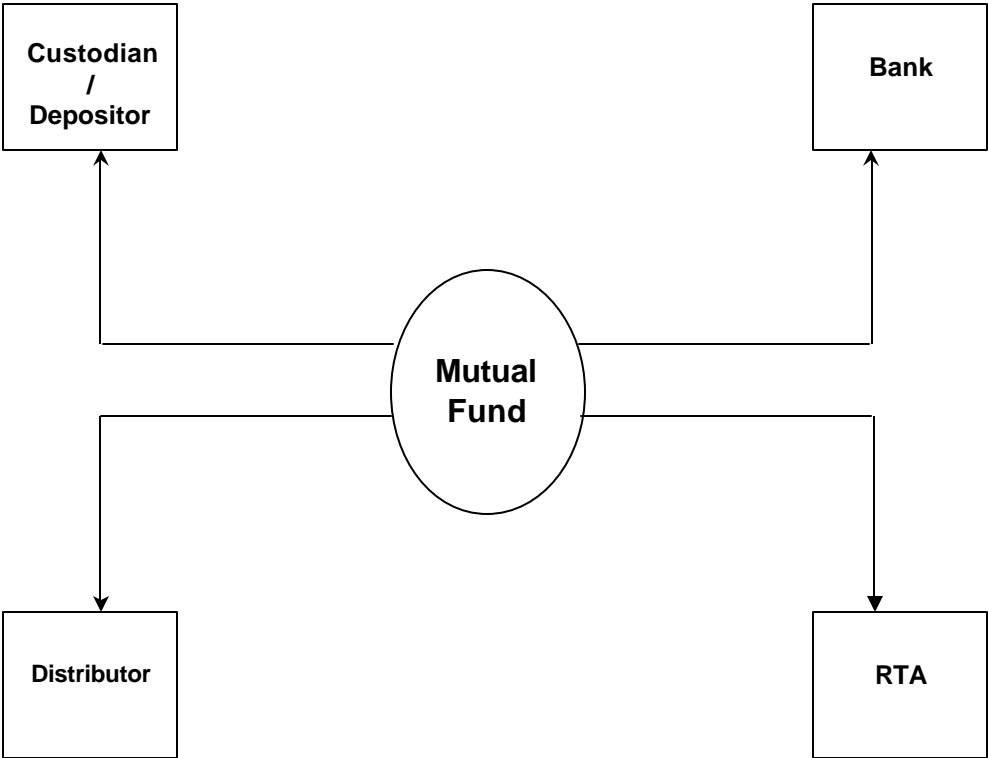 Custodian
/
Depositor
Bank
Mutual
Fund
Distributor
RTA